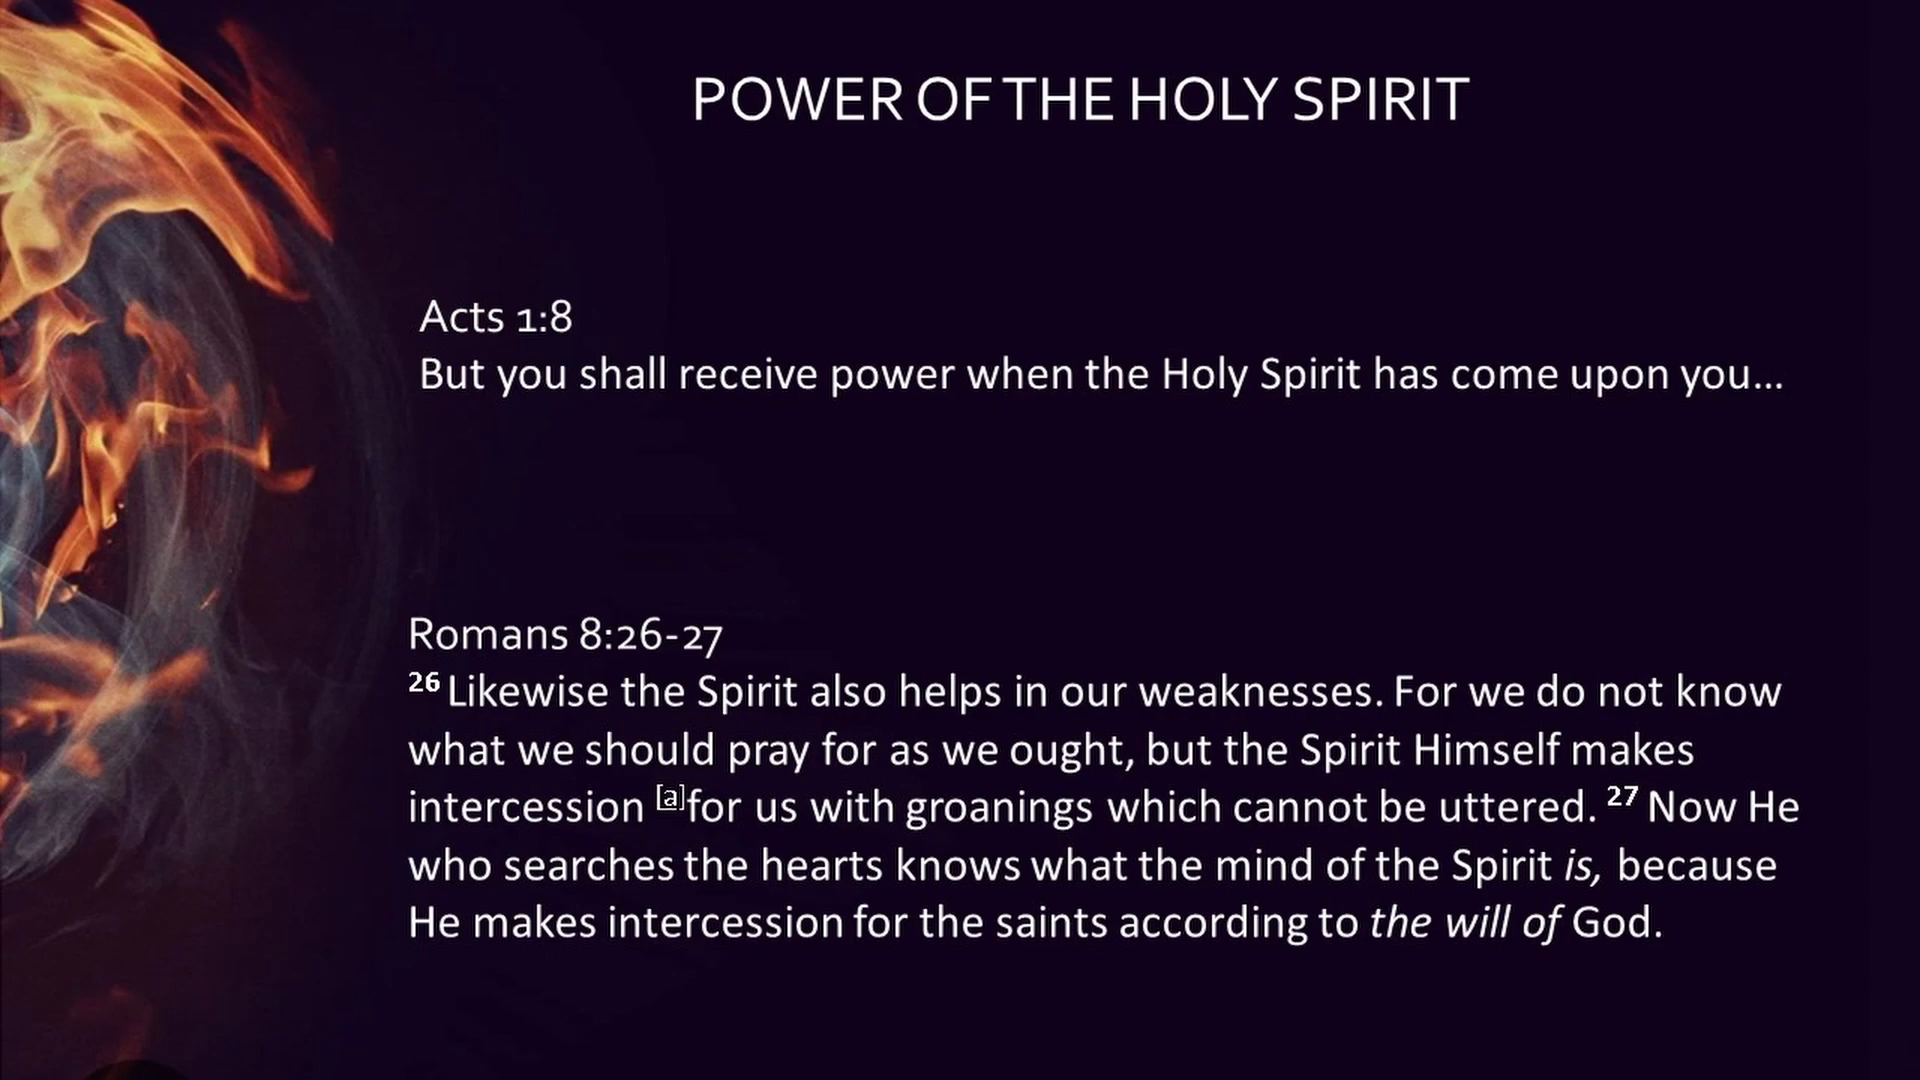 POWER OF THE HOLY SPIRIT
Acts 1:8
But you shall receive power when the Holy Spirit has come upon you...
Romans 8:26-27
26 Likewise the Spirit also helps in our weaknesses. For we do not know
what we should pray for as we ought, but the Spirit Himself makes
intercession [a]for us with groanings which cannot be uttered. 27 Now He
who searches the hearts knows what the mind of the Spirit is, because
He makes intercession for the saints according to the will of God.